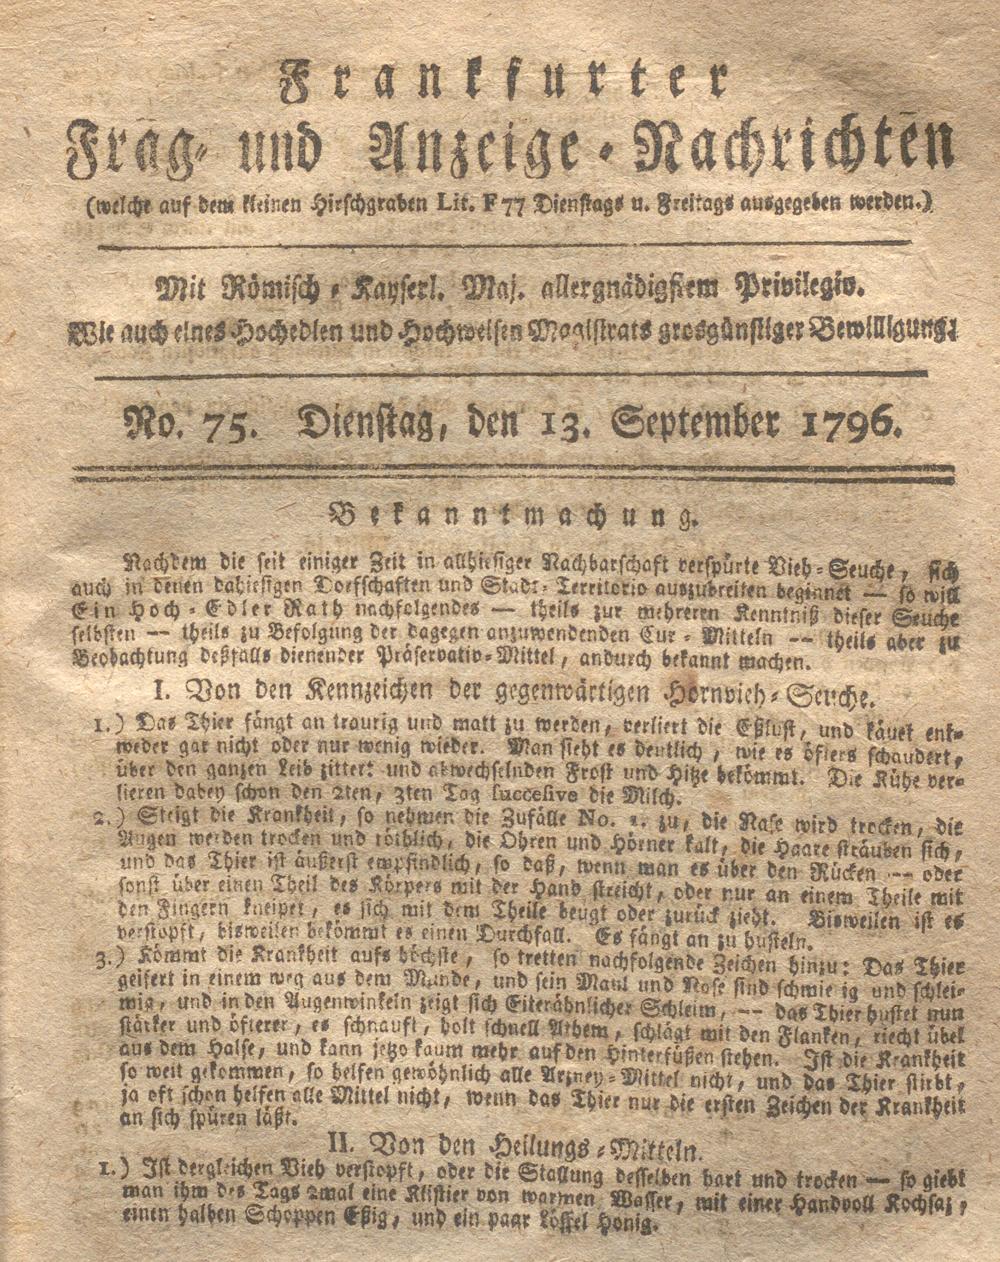 Frankfurter
Frag- und Anzeige-Nachrichten
(welche auf dem kleinen Hirschgraben Lit. F 77 Dienstags u. Freitags ausgegeben werden.)
Mit Römisch-Kayserl. Maj. allergnädigstem Privilegio.
Wie auch eines Hochedlen und Hochweisen Magistrats grosgünstiger Bewilligung.
No. 75. Dienstag, den 13. September 1796.
Bekanntmachung.
Nachdem die seit einiger Zeit in allhiesiger Nachbarschaft verspürte Vieh-Seuche, sich
auch in denen dahiesigen Dorfschaften und Stadt-Territorio auszubreiten beginnet — so will
Ein Hoch-Edler Rath nachfolgendes — theils zur mehreren Kenntniß dieser Seuche
selbsten — theils zu Befolgung der dagegen anzuwendenden Cur-Mitteln — theils aber zu
Beobachtung deßfalls dienender Präservativ-Mittel, andurch bekannt machen.
I. Von den Kennzeichen der gegenwärtigen Hornvieh-Seuche.
1.) Das Thier fängt an traurig und matt zu werden, verliert die Eßlust, und käuet ent-
weder gar nicht oder nur wenig wieder. Man sieht es deutlich, wie es öfters schaudert,
über den ganzen Leib zittert und abwechselnden Frost und Hitze bekömmt. Die Kühe ver-
lieren dabey schon den 2ten, 3ten Tag succesive die Milch.
2.) Steigt die Krankheit, so nehmen die Zufälle No. 1. zu, die Nase wird trocken, die
Augen werden trocken und röthlich, die Ohren und Hörner kalt, die Haare sträuben sich,
und das Thier ist äußerst empfindlich, so daß, wenn man es über den Rücken — oder
sonst über einen Theil des Körpers mit der Hand streicht, oder nur an einem Theile mit
den Fingern kneipet, es sich mit dem Theile beugt oder zurück zieht. Bisweilen ist es
verstopft, bisweilen bekömmt es einen Durchfall. Es fängt an zu husteln.
3.) Kömmt die Krankheit aufs höchste, so tretten nachfolgende Zeichen hinzu: Das Thier
geifert in einem weg aus dem Munde, und sein Maul und Nase sind schmie ig und schlei-
mig, und in den Augenwinkeln zeigt sich Eiterähnlicher Schleim, — das Thier hustet nun
stärker und öfterer, es schnauft, holt schnell Athem, schlägt mit den Flanken, riecht übel
aus dem Halse, und kann jetzo kaum mehr auf den Hinterfüßen stehen. Ist die Krankheit
so weit gekommen, so helfen gewöhnlich alle Arzney-Mittel nicht, und das Thier stirbt,
ja oft schon helfen alle Mittel nicht, wenn das Thier nur die ersten Zeichen der Krankheit
an sich spüren läßt.
II. Von den Heilungs-Mitteln.
1.) Ist dergleichen Vieh verstopft, oder die Stallung desselben hart und trocken — so giebt
man ihm des Tags 2mal eine Klistier von warmen Wasser, mit einer Handvoll Kochsaz,
einen halben Schoppen Eßig, und ein paar Löffel Honig.